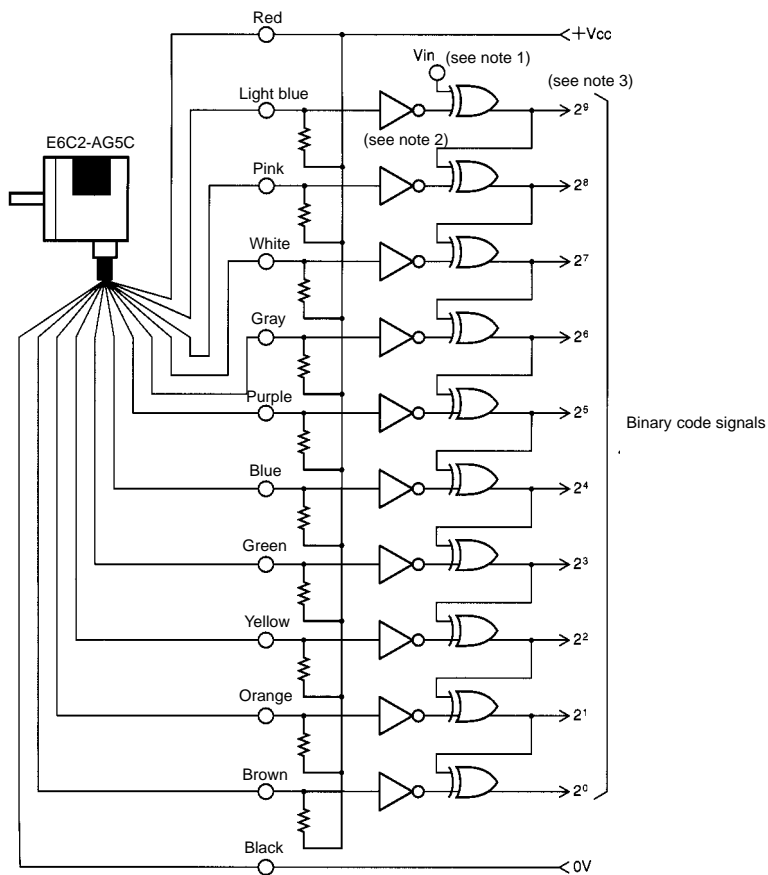 Red
+Vcc
Vin (see note 1)
(see note 3)
Light blue
2⁹
(see note 2)
E6C2-AG5C
Pink
2⁸
White
2⁷
Gray
2⁶
Purple
2⁵
Binary code signals
Blue
2⁴
Green
2³
Yellow
2²
Orange
2¹
Brown
2⁰
Black
0V